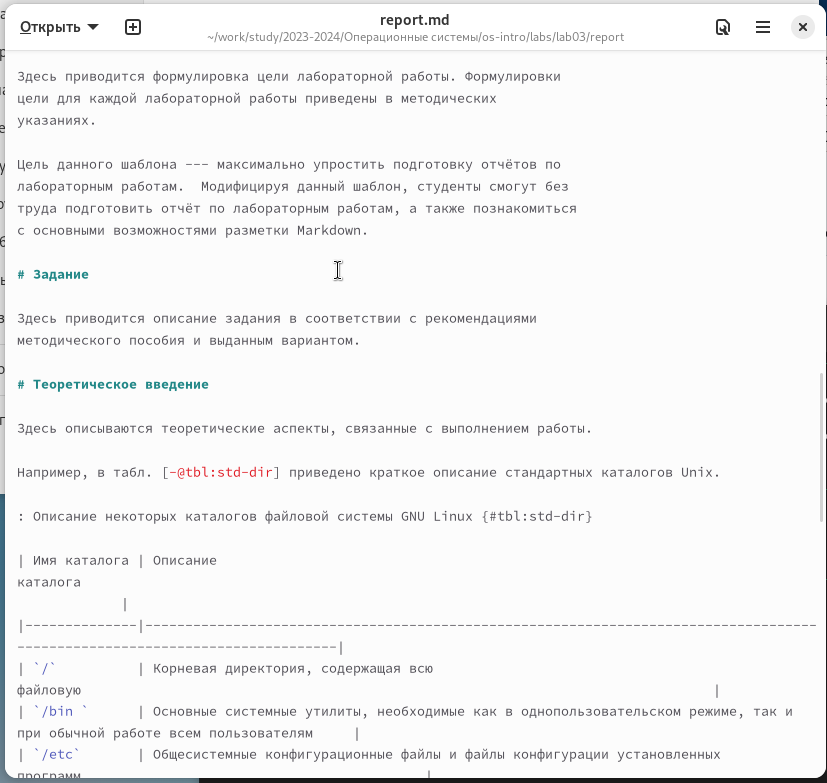 Открыть
report.md
~/work/study/2023-2024/Операционные системы/os-intro/labs/lab03/report
Здесь приводится формулировка цели лабораторной работы. Формулировки
цели для каждой лабораторной работы приведены в методических
указаниях.
Цель данного шаблона --- максимально упростить подготовку отчётов по
лабораторным работам.  Модифицируя данный шаблон, студенты смогут без
труда подготовить отчёт по лабораторным работам, а также познакомиться
с основными возможностями разметки Markdown.
# Задание
Здесь приводится описание задания в соответствии с рекомендациями
методического пособия и выданным вариантом.
# Теоретическое введение
Здесь описываются теоретические аспекты, связанные с выполнением работы.
Например, в табл. [-@tbl:std-dir] приведено краткое описание стандартных каталогов Unix.
: Описание некоторых каталогов файловой системы GNU Linux {#tbl:std-dir}
| Имя каталога | Описание
каталога
|
|--------------|------------------------------------------------------------------------------------
----------------------------------------|
| `/`          | Корневая директория, содержащая всю
файловую                                                                               |
| `/bin `      | Основные системные утилиты, необходимые как в однопользовательском режиме, так и
при обычной работе всем пользователям     |
| `/etc`       | Общесистемные конфигурационные файлы и файлы конфигурации установленных
программ                                           |